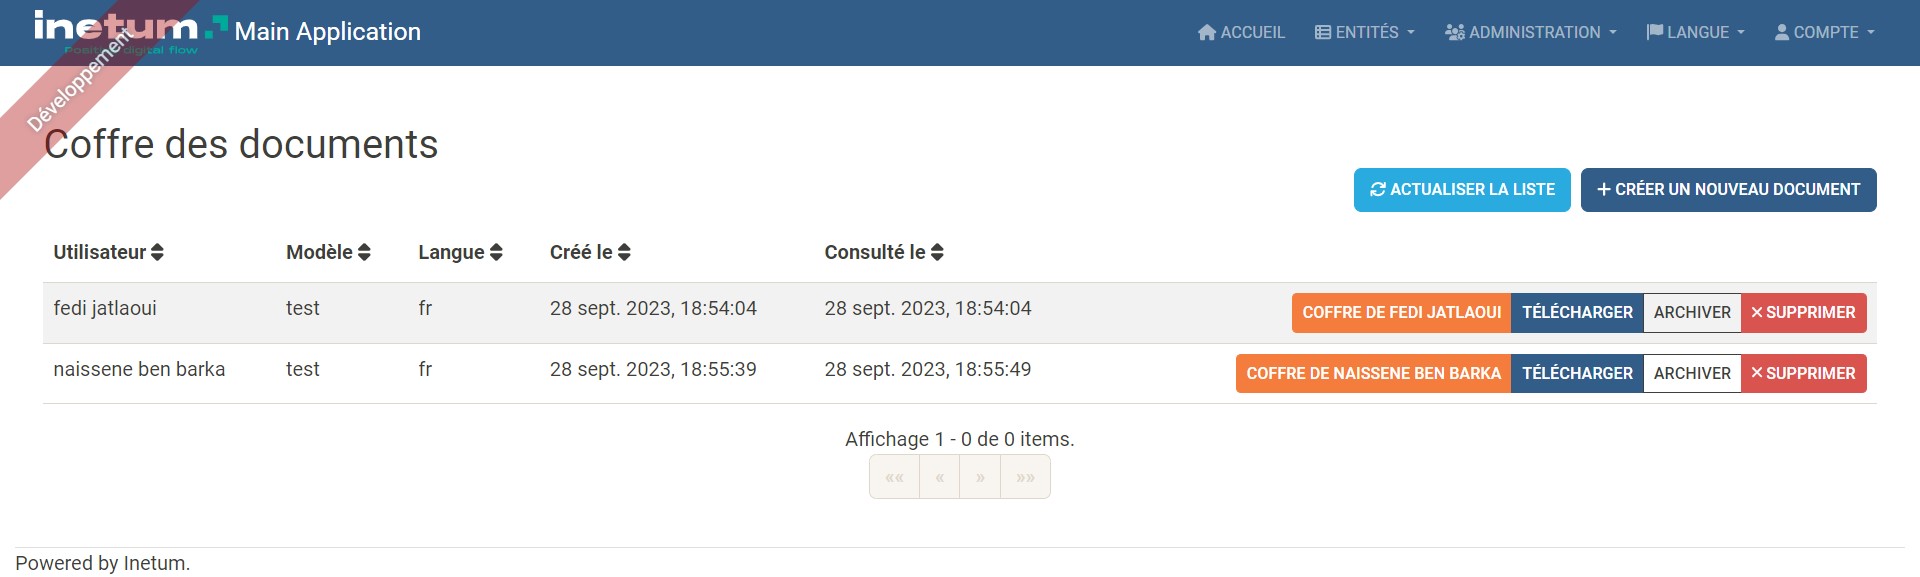 inetum Main Application
Positive digital flow
ACCUEIL ENTITÉS ADMINISTRATION LANGUE COMPTE
Développement
Coffre des documents
ACTUALISER LA LISTE + CRÉER UN NOUVEAU DOCUMENT
Utilisateur Modèle Langue Créé le Consulté le
fedi jatlaoui test fr 28 sept. 2023, 18:54:04 28 sept. 2023, 18:54:04 COFFRE DE FEDI JATLAOUI TÉLÉCHARGER ARCHIVER × SUPPRIMER
naissene ben barka test fr 28 sept. 2023, 18:55:39 28 sept. 2023, 18:55:49 COFFRE DE NAISSENE BEN BARKA TÉLÉCHARGER ARCHIVER × SUPPRIMER
Affichage 1 - 0 de 0 items.
«« « » »»
Powered by Inetum.